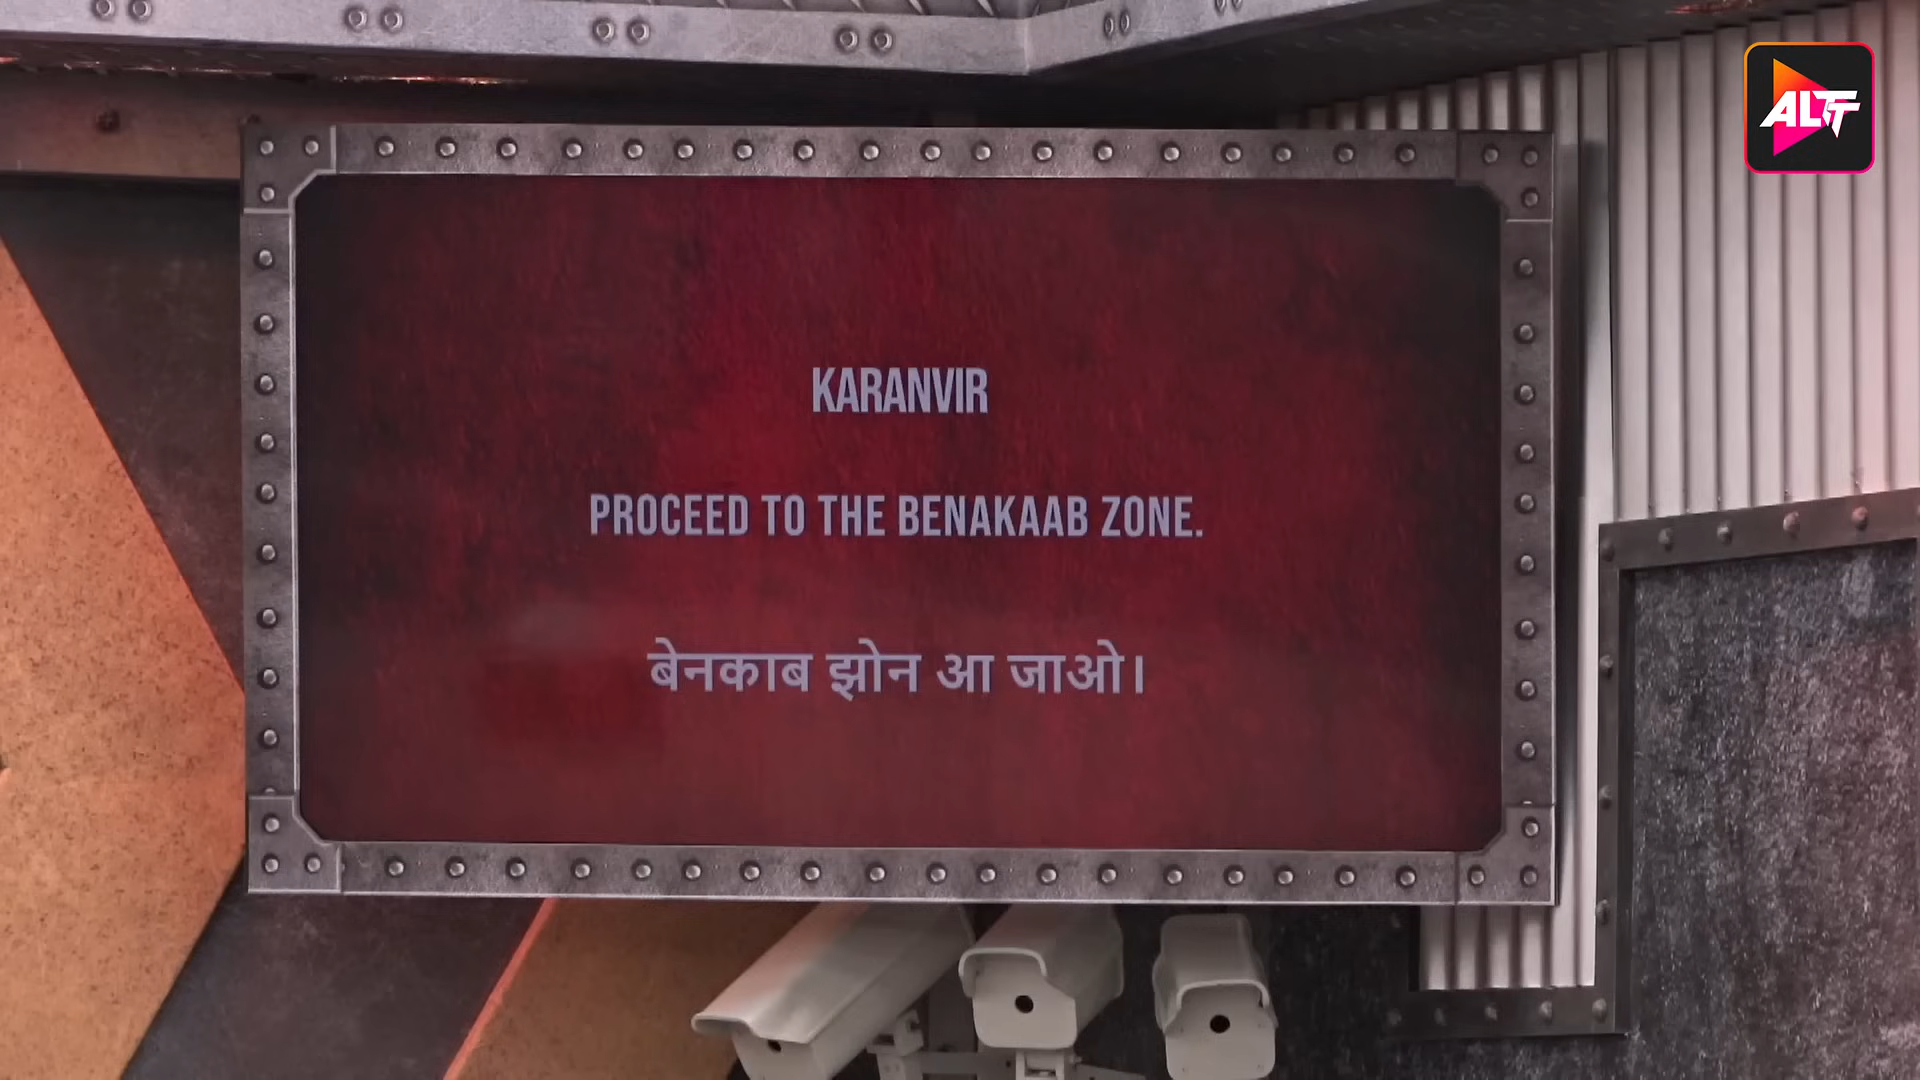 ALTT
KARANVIR
PROCEED TO THE BENAKAAB ZONE.
बेनकाब झोन आ जाओ।